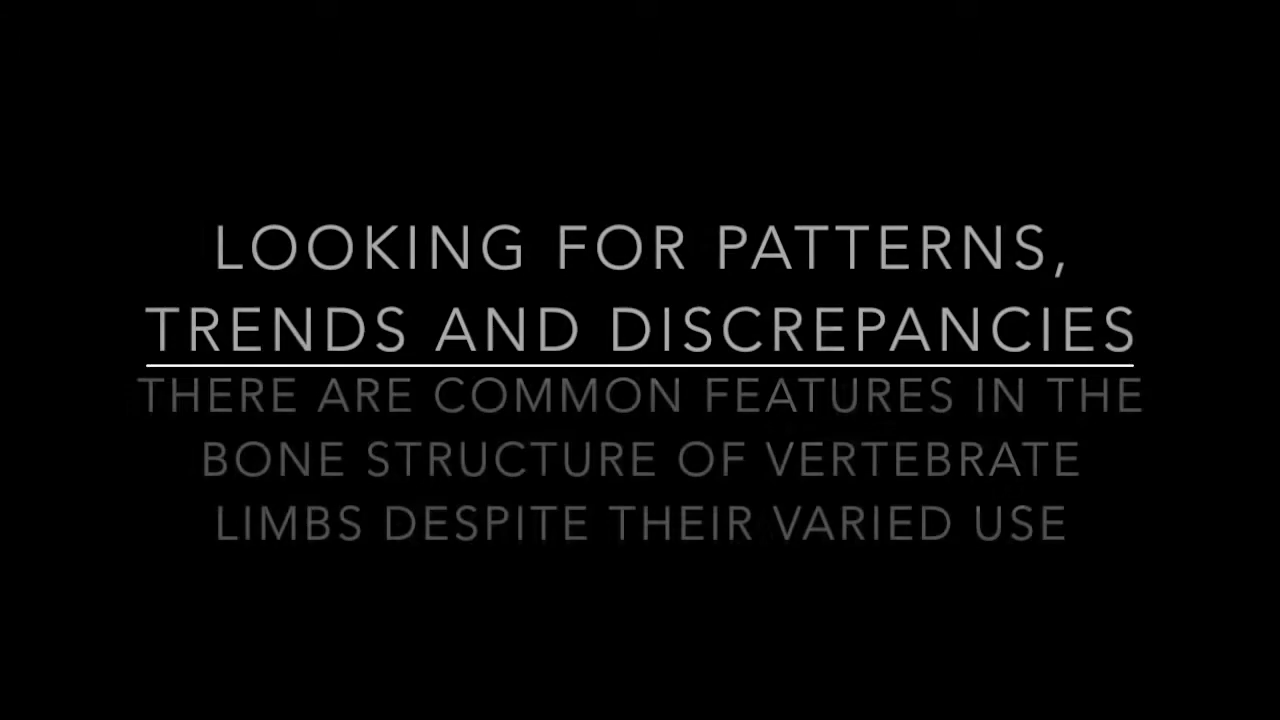 LOOKING FOR PATTERNS,
TRENDS AND DISCREPANCIES
THERE ARE COMMON FEATURES IN THE
BONE STRUCTURE OF VERTEBRATE
LIMBS DESPITE THEIR VARIED USE